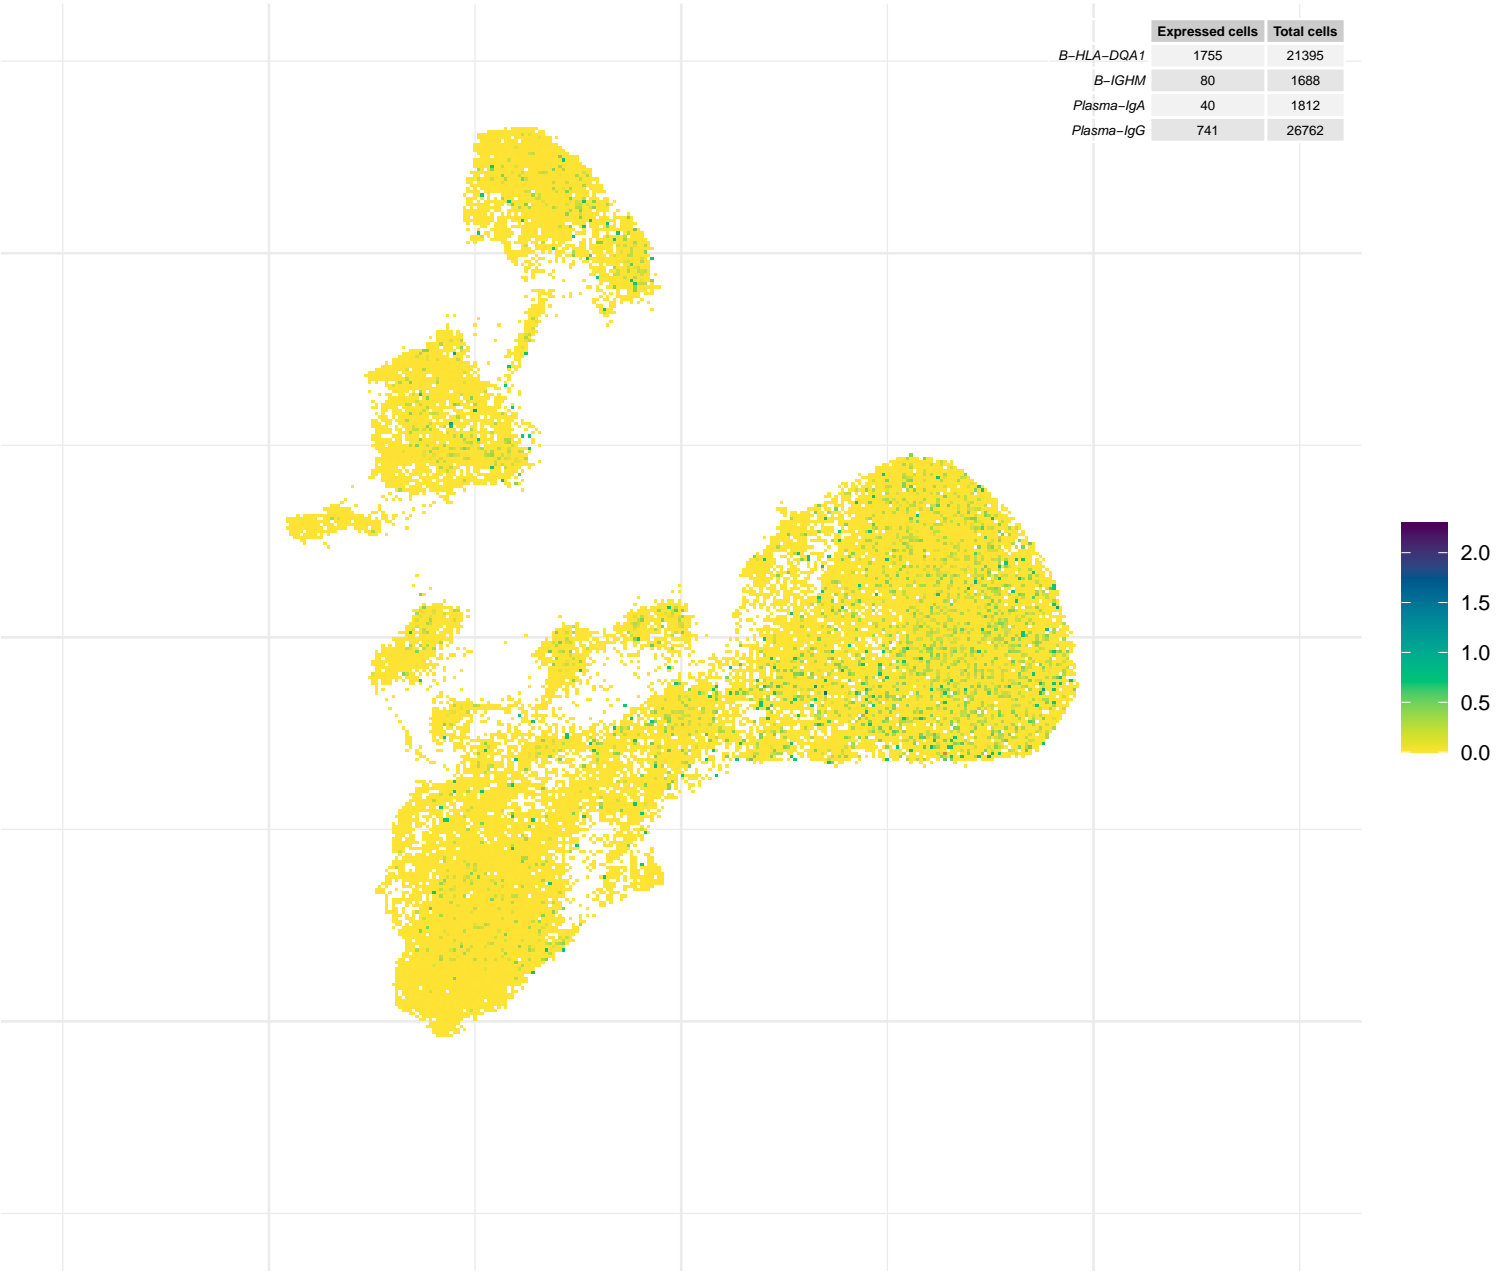 Expressed cells Total cells
B−HLA−DQA1 1755 21395
B−IGHM 80 1688
Plasma−IgA 40 1812
Plasma−IgG 741 26762
2.0
1.5
1.0
0.5
0.0